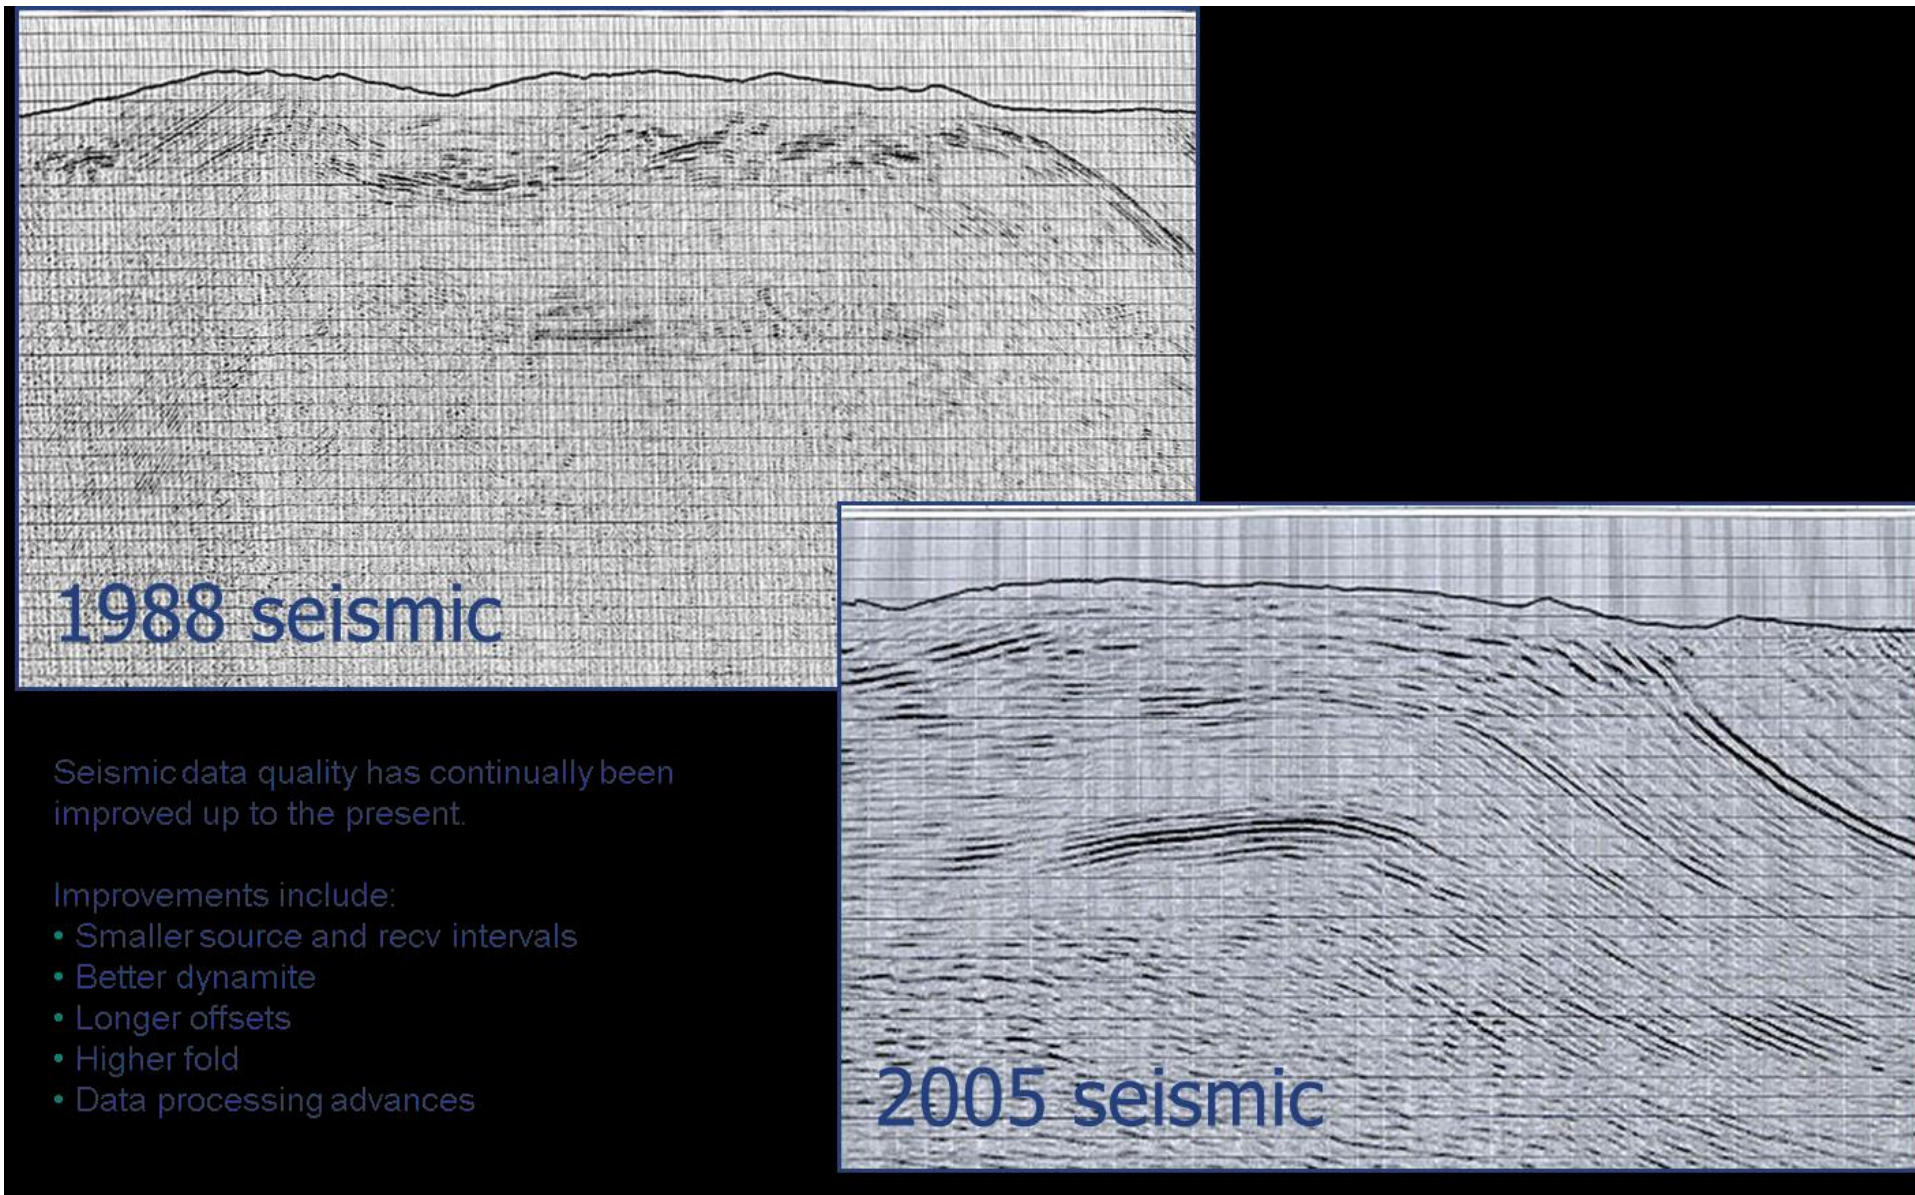 1988 seismic
Seismic data quality has continually been
improved up to the present.
Improvements include:
• Smaller source and recv intervals
• Better dynamite
• Longer offsets
• Higher fold
• Data processing advances
2005 seismic